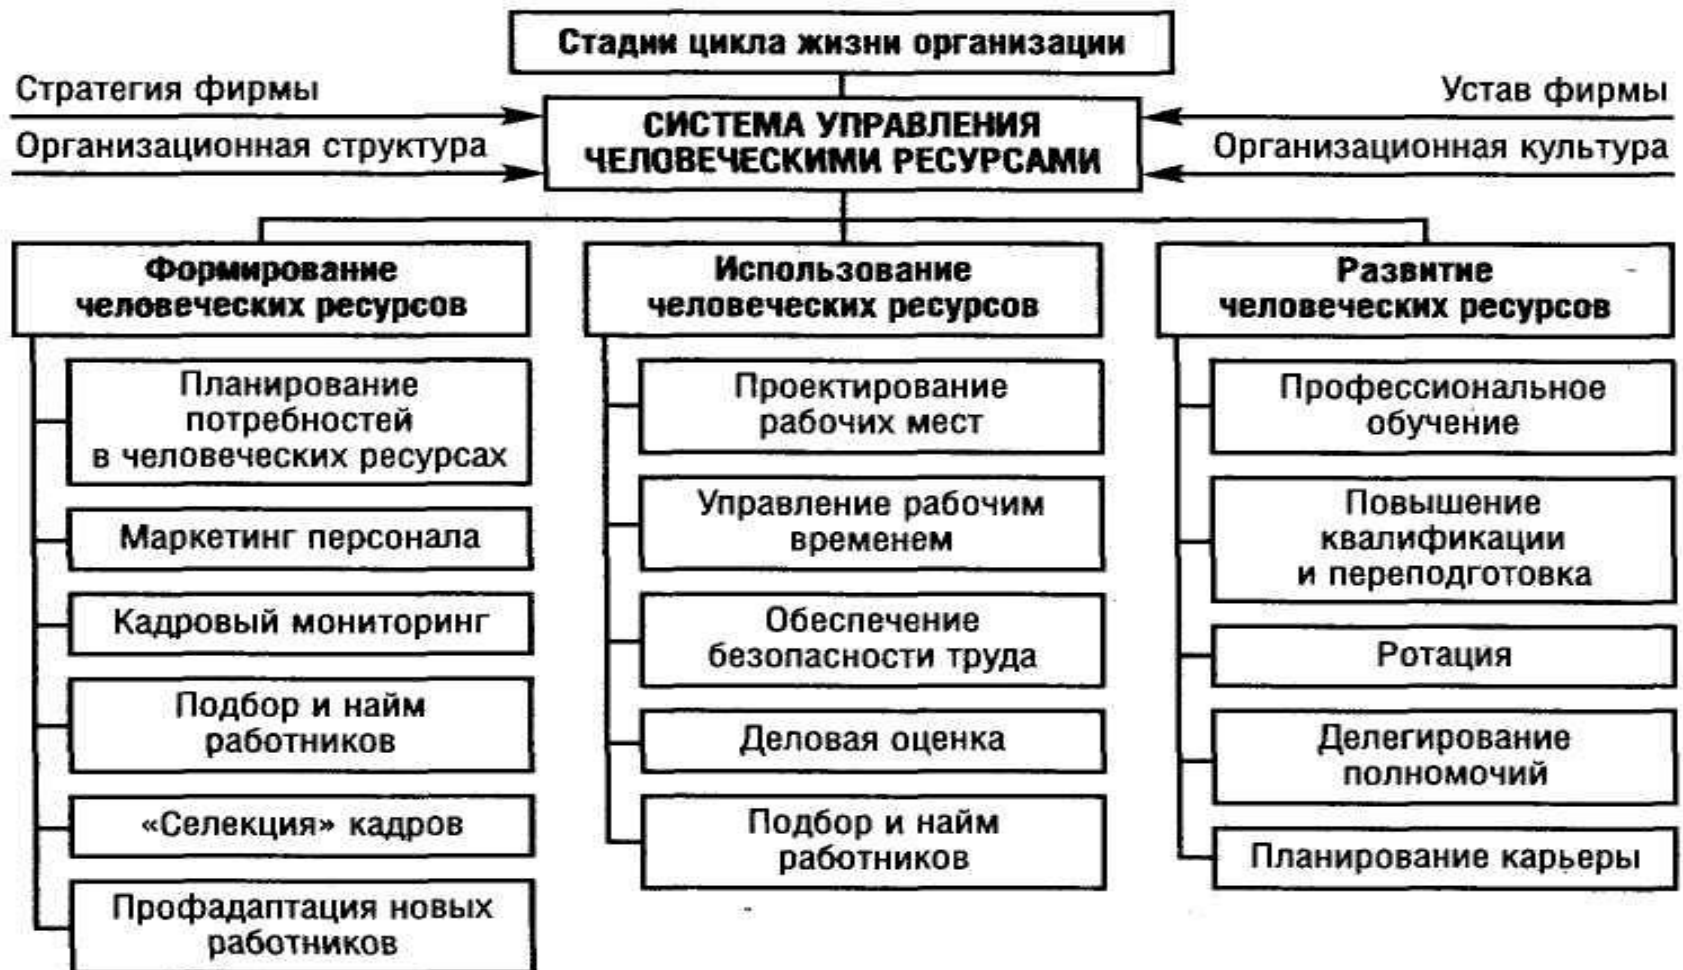 Стадии цикла жизни организации
Стратегия фирмы
Организационная структура
СИСТЕМА УПРАВЛЕНИЯ
ЧЕЛОВЕЧЕСКИМИ РЕСУРСАМИ
Устав фирмы
Организационная культура
Формирование
человеческих ресурсов
Планирование
потребностей
в человеческих ресурсах
Маркетинг персонала
Кадровый мониторинг
Подбор и найм
работников
«Селекция» кадров
Профадаптация новых
работников
Использование
человеческих ресурсов
Проектирование
рабочих мест
Управление рабочим
временем
Обеспечение
безопасности труда
Деловая оценка
Подбор и найм
работников
Развитие
человеческих ресурсов
Профессиональное
обучение
Повышение
квалификации
и переподготовка
Ротация
Делегирование
полномочий
Планирование карьеры